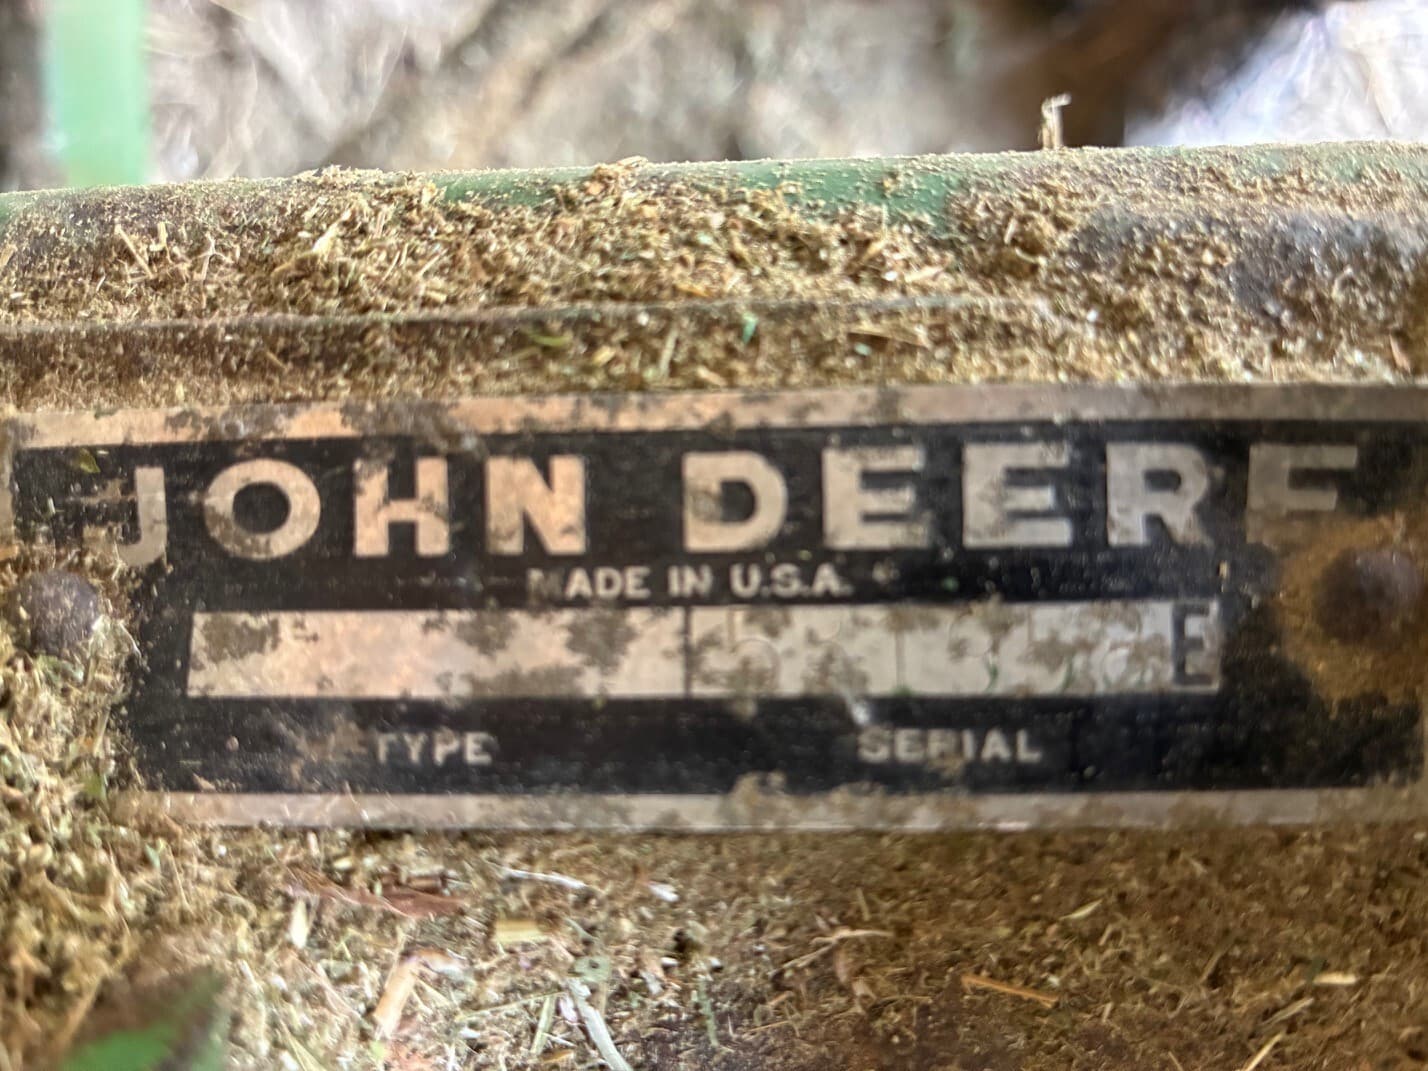 JOHN DEERE
MADE IN U.S.A.
E
TYPE SERIAL